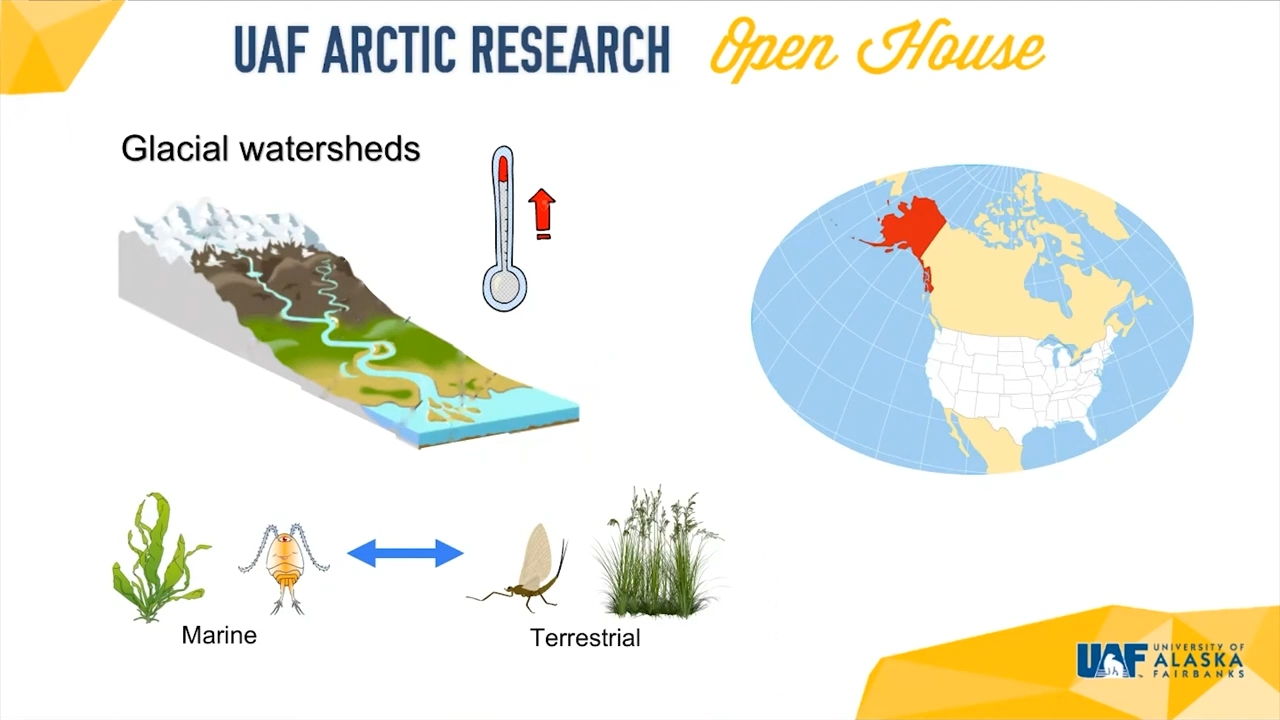 UAF ARCTIC RESEARCH Open House
Glacial watersheds
Marine
Terrestrial
UAF UNIVERSITY OF
ALASKA
FAIRBANKS